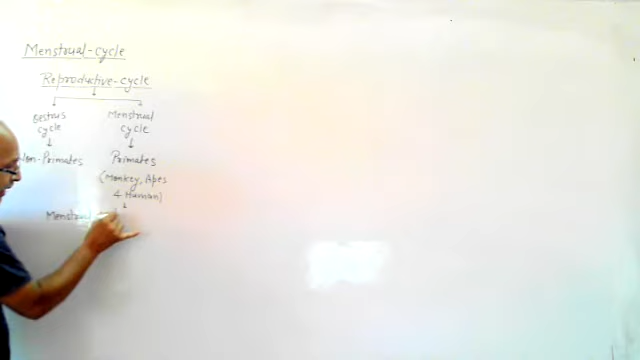 Menstrual-cycle
Reproductive-cycle
Oestrus Menstrual
cycle cycle
Non-Primates Primates
(Monkey, Apes
& Human)
Menstrual